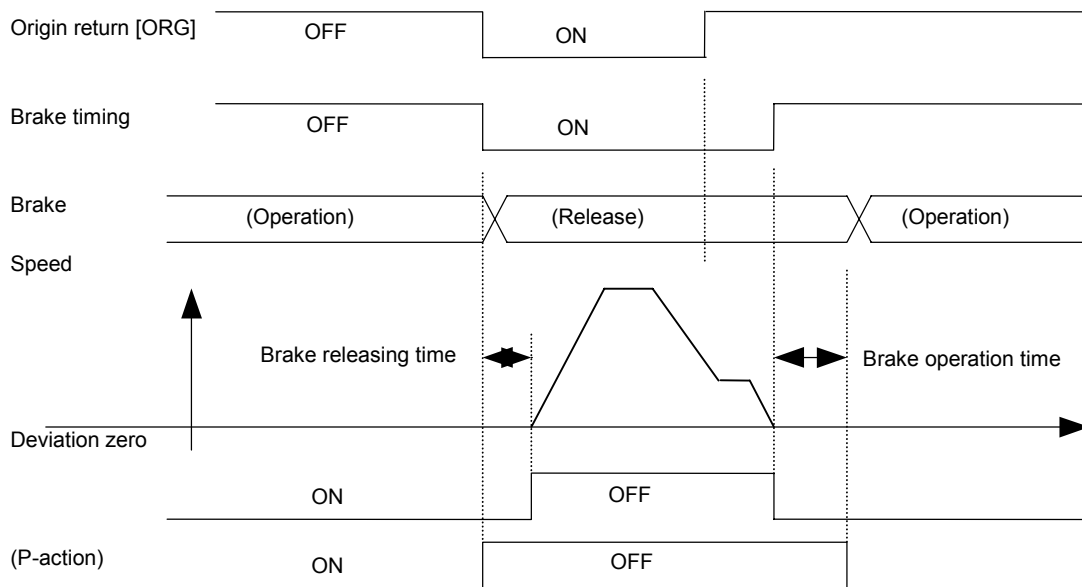 Origin return [ORG]
OFF
ON
Brake timing
OFF
ON
Brake
(Operation)
(Release)
(Operation)
Speed
Brake releasing time
Brake operation time
Deviation zero
ON
OFF
(P-action)
ON
OFF